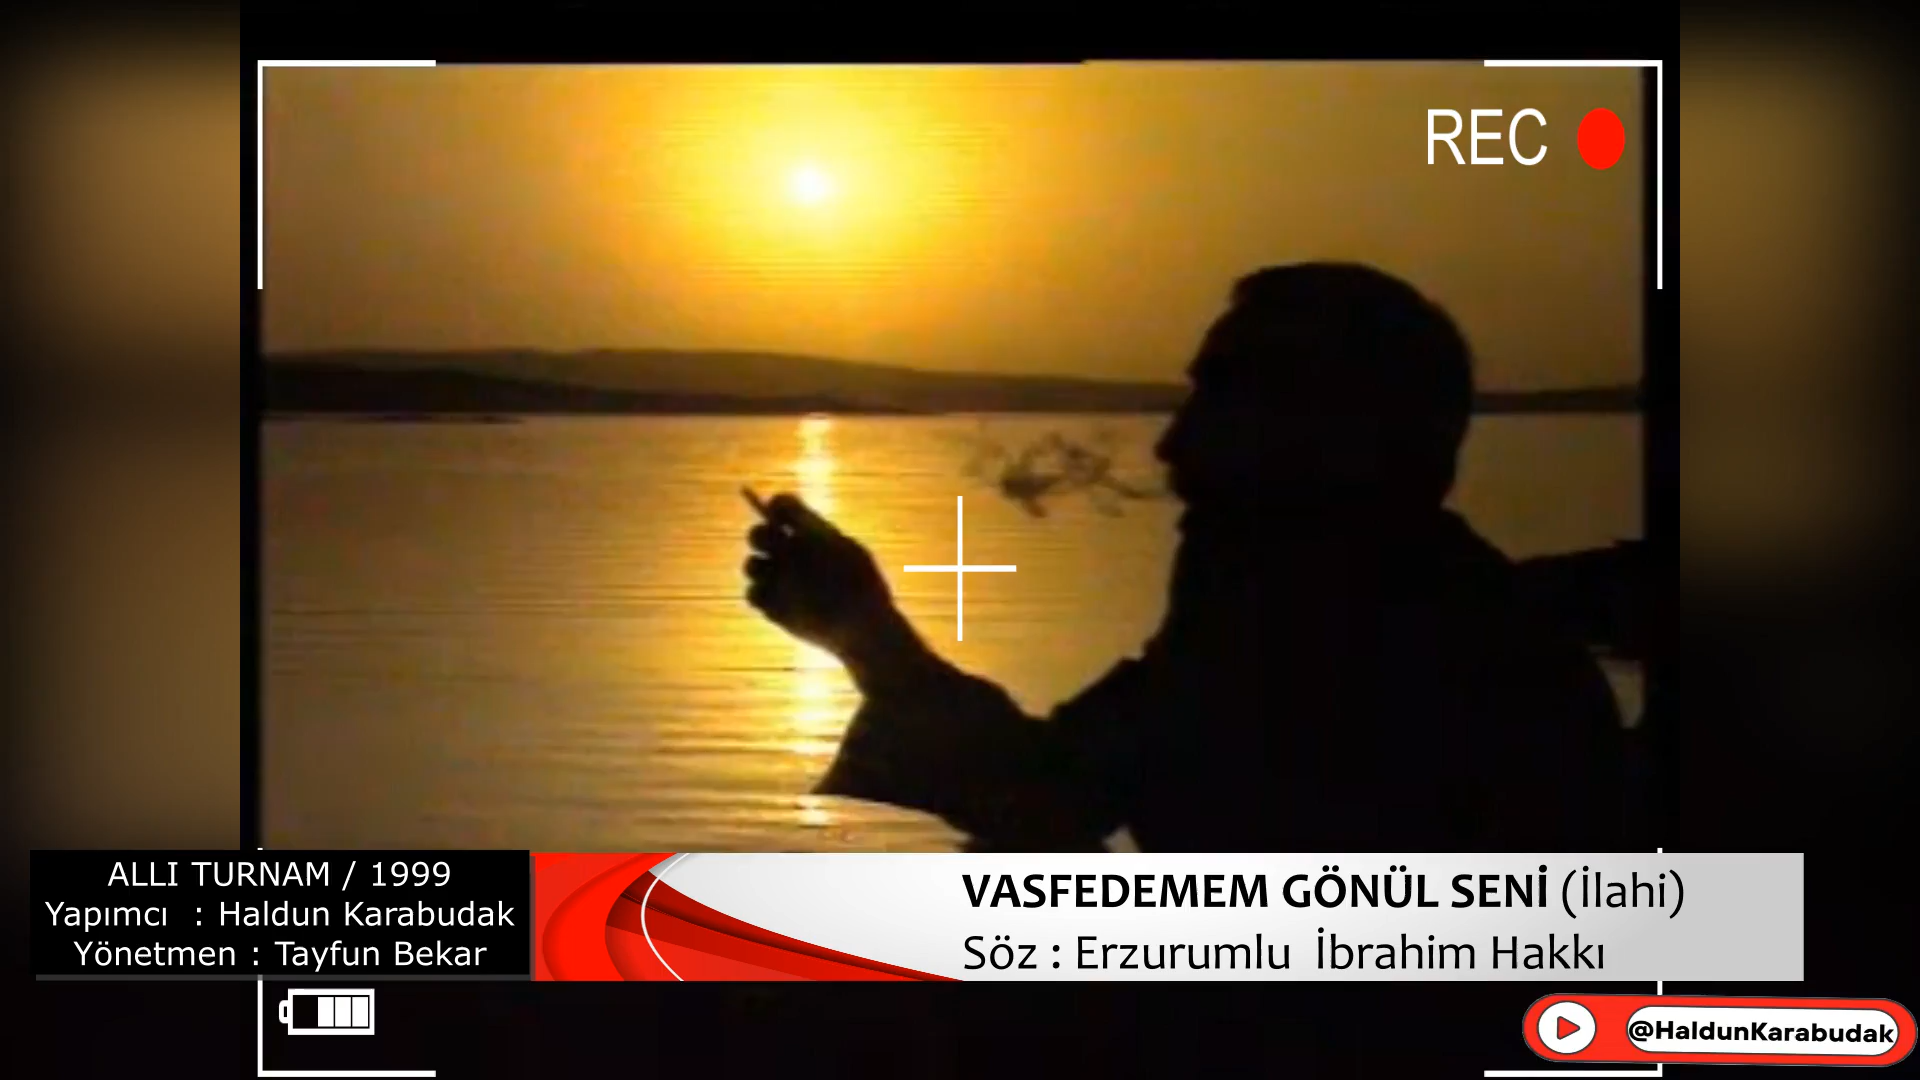 REC
ALLI TURNAM / 1999
Yapımcı : Haldun Karabudak
Yönetmen : Tayfun Bekar
VASFEDEMEM GÖNÜL SENİ (İlahi)
Söz : Erzurumlu İbrahim Hakkı
@HaldunKarabudak